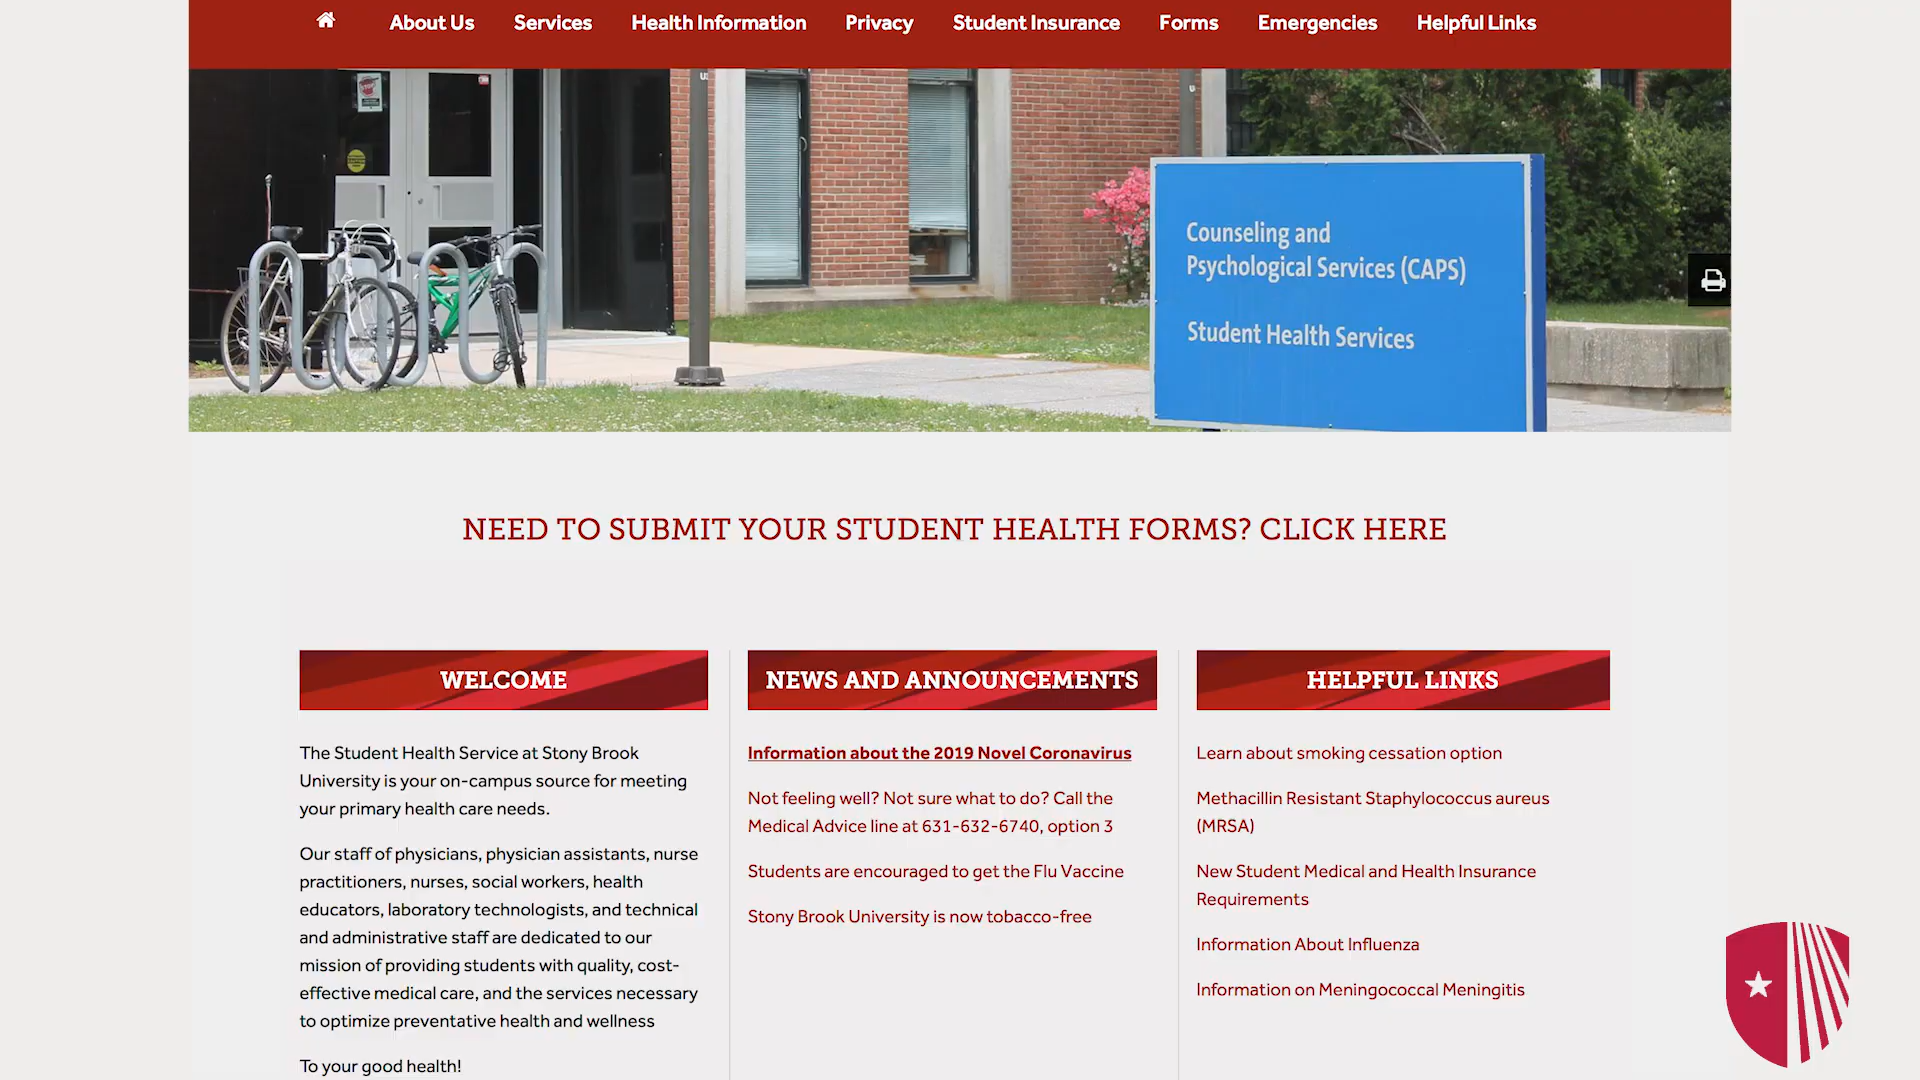 About Us
Services
Health Information
Privacy
Student Insurance
Forms
Emergencies
Helpful Links
Counseling and
Psychological Services (CAPS)
Student Health Services
NEED TO SUBMIT YOUR STUDENT HEALTH FORMS? CLICK HERE
WELCOME
The Student Health Service at Stony Brook
University is your on-campus source for meeting
your primary health care needs.
Our staff of physicians, physician assistants, nurse
practitioners, nurses, social workers, health
educators, laboratory technologists, and technical
and administrative staff are dedicated to our
mission of providing students with quality, cost-
effective medical care, and the services necessary
to optimize preventative health and wellness
To your good health!
NEWS AND ANNOUNCEMENTS
Information about the 2019 Novel Coronavirus
Not feeling well? Not sure what to do? Call the
Medical Advice line at 631-632-6740, option 3
Students are encouraged to get the Flu Vaccine
Stony Brook University is now tobacco-free
HELPFUL LINKS
Learn about smoking cessation option
Methacillin Resistant Staphylococcus aureus
(MRSA)
New Student Medical and Health Insurance
Requirements
Information About Influenza
Information on Meningococcal Meningitis